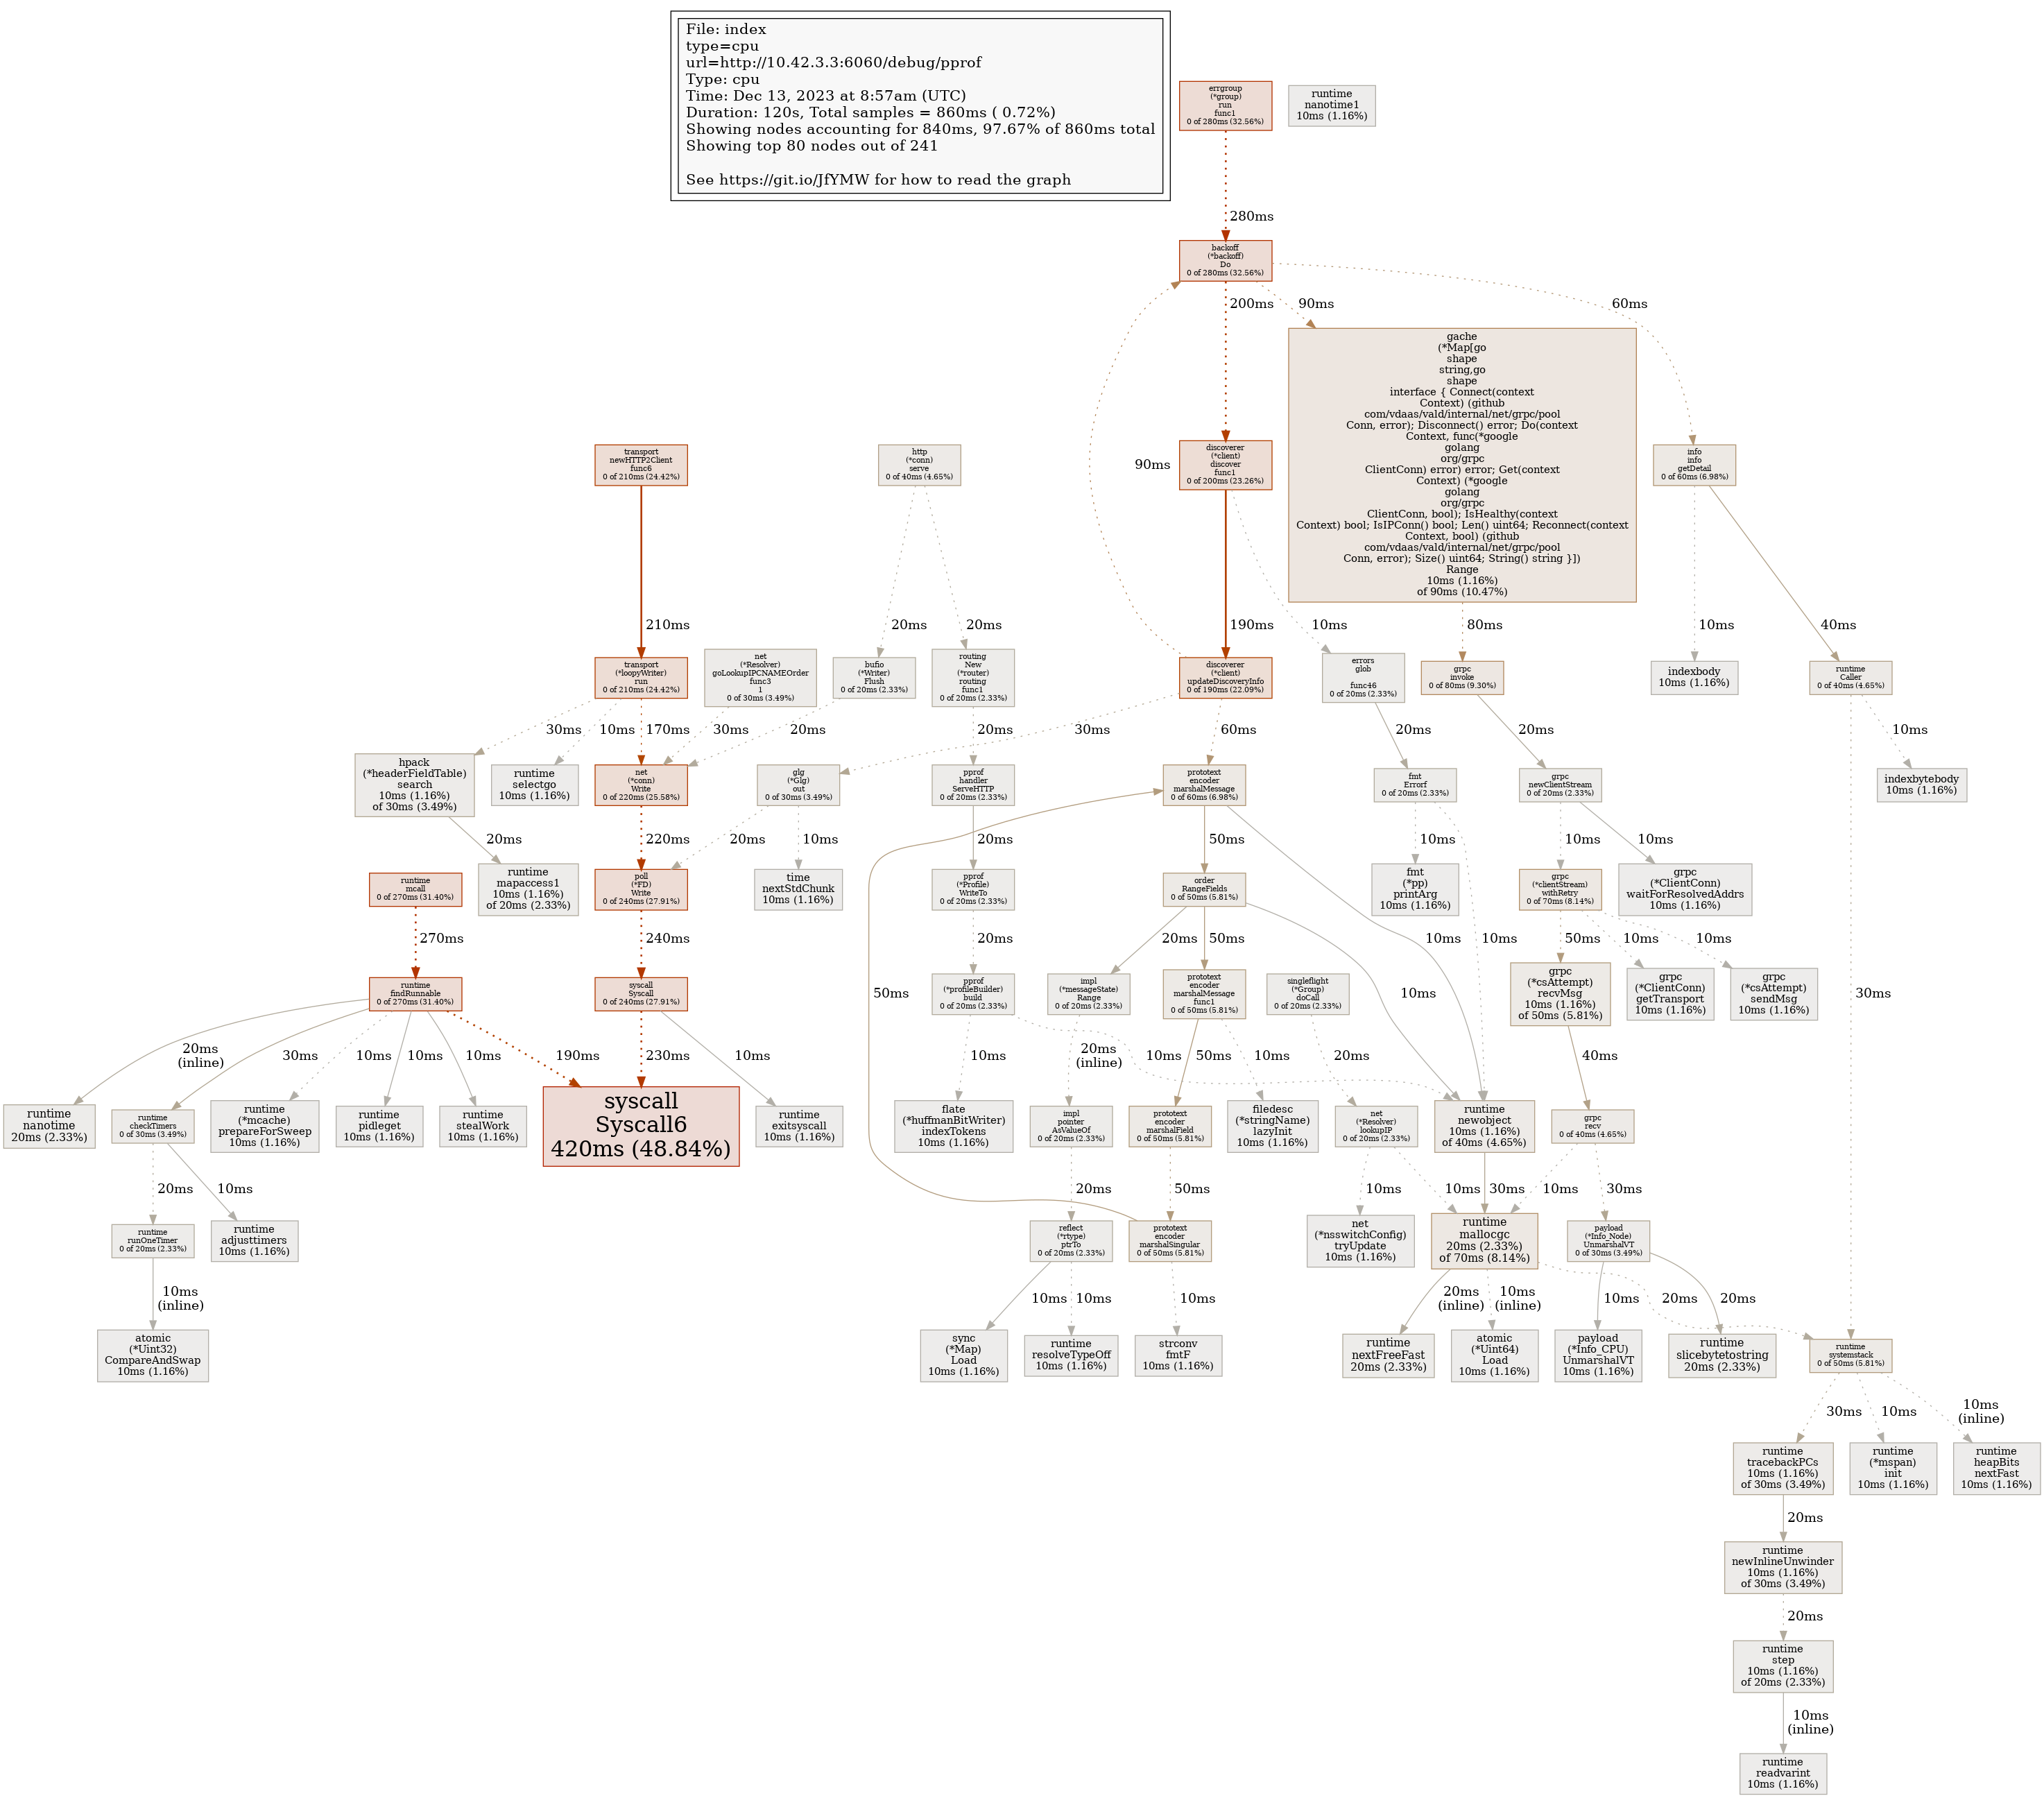 File: index
type=cpu
url=http://10.42.3.3:6060/debug/pprof
Type: cpu
Time: Dec 13, 2023 at 8:57am (UTC)
Duration: 120s, Total samples = 860ms ( 0.72%)
Showing nodes accounting for 840ms, 97.67% of 860ms total
Showing top 80 nodes out of 241
See https://git.io/JfYMW for how to read the graph
errgroup
(*group)
run
func1
0 of 280ms (32.56%)
runtime
nanotime1
10ms (1.16%)
280ms
backoff
(*backoff)
Do
0 of 280ms (32.56%)
200ms
90ms
60ms
gache
(*Map[go
shape
string,go
shape
interface { Connect(context
Context) (github
com/vdaas/vald/internal/net/grpc/pool
Conn, error); Disconnect() error; Do(context
Context, func(*google
golang
org/grpc
ClientConn) error) error; Get(context
Context) (*google
golang
org/grpc
ClientConn, bool); IsHealthy(context
Context) bool; IsIPConn() bool; Len() uint64; Reconnect(context
Context, bool) (github
com/vdaas/vald/internal/net/grpc/pool
Conn, error); Size() uint64; String() string }])
Range
10ms (1.16%)
of 90ms (10.47%)
transport
newHTTP2Client
func6
0 of 210ms (24.42%)
http
(*conn)
serve
0 of 40ms (4.65%)
90ms
discoverer
(*client)
discover
func1
0 of 200ms (23.26%)
info
info
getDetail
0 of 60ms (6.98%)
210ms
20ms
20ms
190ms
10ms
80ms
10ms
40ms
transport
(*loopyWriter)
run
0 of 210ms (24.42%)
net
(*Resolver)
goLookupIPCNAMEOrder
func3
1
0 of 30ms (3.49%)
bufio
(*Writer)
Flush
0 of 20ms (2.33%)
routing
New
(*router)
routing
func1
0 of 20ms (2.33%)
discoverer
(*client)
updateDiscoveryInfo
0 of 190ms (22.09%)
errors
glob
func46
0 of 20ms (2.33%)
grpc
invoke
0 of 80ms (9.30%)
indexbody
10ms (1.16%)
runtime
Caller
0 of 40ms (4.65%)
30ms
10ms
170ms
30ms
20ms
20ms
30ms
60ms
20ms
20ms
10ms
hpack
(*headerFieldTable)
search
10ms (1.16%)
of 30ms (3.49%)
runtime
selectgo
10ms (1.16%)
net
(*conn)
Write
0 of 220ms (25.58%)
glg
(*Glg)
out
0 of 30ms (3.49%)
pprof
handler
ServeHTTP
0 of 20ms (2.33%)
prototext
encoder
marshalMessage
0 of 60ms (6.98%)
fmt
Errorf
0 of 20ms (2.33%)
grpc
newClientStream
0 of 20ms (2.33%)
indexbytebody
10ms (1.16%)
20ms
220ms
20ms
10ms
20ms
50ms
10ms
10ms
10ms
runtime
mcall
0 of 270ms (31.40%)
runtime
mapaccess1
10ms (1.16%)
of 20ms (2.33%)
poll
(*FD)
Write
0 of 240ms (27.91%)
time
nextStdChunk
10ms (1.16%)
pprof
(*Profile)
WriteTo
0 of 20ms (2.33%)
order
RangeFields
0 of 50ms (5.81%)
fmt
(*pp)
printArg
10ms (1.16%)
grpc
(*clientStream)
withRetry
0 of 70ms (8.14%)
grpc
(*ClientConn)
waitForResolvedAddrs
10ms (1.16%)
270ms
240ms
20ms
20ms
50ms
10ms
10ms
50ms
10ms
10ms
runtime
findRunnable
0 of 270ms (31.40%)
syscall
Syscall
0 of 240ms (27.91%)
50ms
pprof
(*profileBuilder)
build
0 of 20ms (2.33%)
impl
(*messageState)
Range
0 of 20ms (2.33%)
prototext
encoder
marshalMessage
func1
0 of 50ms (5.81%)
singleflight
(*Group)
doCall
0 of 20ms (2.33%)
10ms
grpc
(*csAttempt)
recvMsg
10ms (1.16%)
of 50ms (5.81%)
grpc
(*ClientConn)
getTransport
10ms (1.16%)
grpc
(*csAttempt)
sendMsg
10ms (1.16%)
30ms
20ms
(inline)
30ms
10ms
10ms
10ms
190ms
230ms
10ms
10ms
20ms
(inline)
10ms
50ms
10ms
20ms
40ms
runtime
nanotime
20ms (2.33%)
runtime
checkTimers
0 of 30ms (3.49%)
runtime
(*mcache)
prepareForSweep
10ms (1.16%)
runtime
pidleget
10ms (1.16%)
runtime
stealWork
10ms (1.16%)
syscall
Syscall6
420ms (48.84%)
runtime
exitsyscall
10ms (1.16%)
flate
(*huffmanBitWriter)
indexTokens
10ms (1.16%)
impl
pointer
AsValueOf
0 of 20ms (2.33%)
prototext
encoder
marshalField
0 of 50ms (5.81%)
filedesc
(*stringName)
lazyInit
10ms (1.16%)
net
(*Resolver)
lookupIP
0 of 20ms (2.33%)
runtime
newobject
10ms (1.16%)
of 40ms (4.65%)
grpc
recv
0 of 40ms (4.65%)
20ms
10ms
20ms
50ms
10ms
10ms
30ms
10ms
30ms
runtime
runOneTimer
0 of 20ms (2.33%)
runtime
adjusttimers
10ms (1.16%)
reflect
(*rtype)
ptrTo
0 of 20ms (2.33%)
prototext
encoder
marshalSingular
0 of 50ms (5.81%)
net
(*nsswitchConfig)
tryUpdate
10ms (1.16%)
runtime
mallocgc
20ms (2.33%)
of 70ms (8.14%)
payload
(*Info_Node)
UnmarshalVT
0 of 30ms (3.49%)
10ms
(inline)
10ms
10ms
10ms
20ms
(inline)
10ms
(inline)
10ms
20ms
20ms
atomic
(*Uint32)
CompareAndSwap
10ms (1.16%)
sync
(*Map)
Load
10ms (1.16%)
runtime
resolveTypeOff
10ms (1.16%)
strconv
fmtF
10ms (1.16%)
runtime
nextFreeFast
20ms (2.33%)
atomic
(*Uint64)
Load
10ms (1.16%)
payload
(*Info_CPU)
UnmarshalVT
10ms (1.16%)
runtime
slicebytetostring
20ms (2.33%)
runtime
systemstack
0 of 50ms (5.81%)
30ms
10ms
10ms
(inline)
runtime
tracebackPCs
10ms (1.16%)
of 30ms (3.49%)
runtime
(*mspan)
init
10ms (1.16%)
runtime
heapBits
nextFast
10ms (1.16%)
20ms
runtime
newInlineUnwinder
10ms (1.16%)
of 30ms (3.49%)
20ms
runtime
step
10ms (1.16%)
of 20ms (2.33%)
10ms
(inline)
runtime
readvarint
10ms (1.16%)